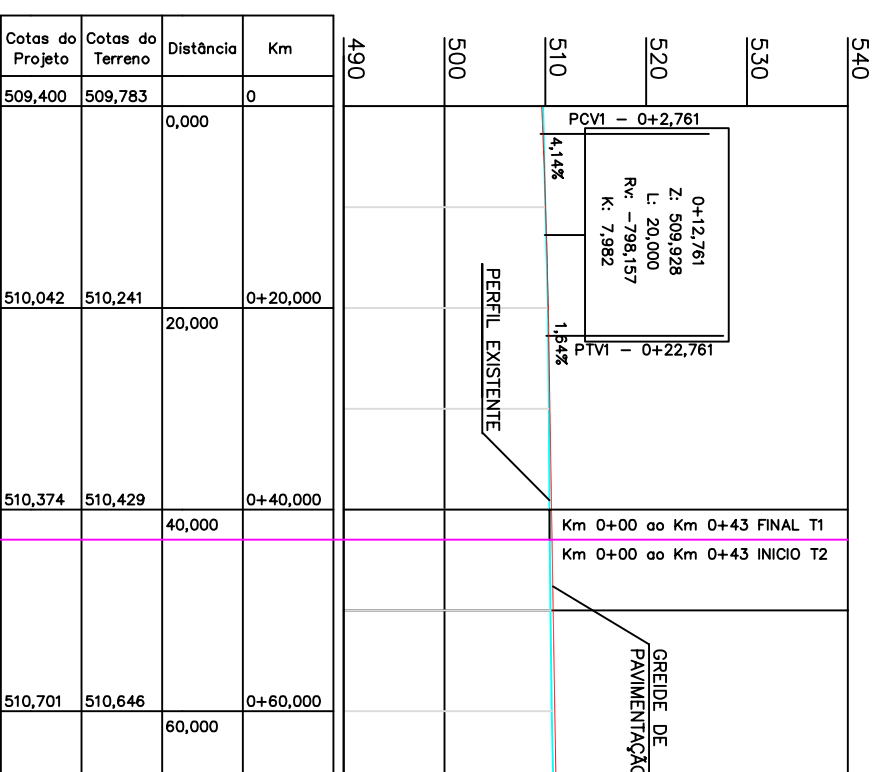 Cotas do Projeto
Cotas do Terreno
Distância
Km
490
500
510
520
530
540
509,400
509,783
0
0,000
PCV1 - 0+2,761
4,14%
0+12,761
Z: 509,928
L: 20,000
Rv: -798,157
K: 7,982
510,042
510,241
0+20,000
20,000
1,64%
PTV1 - 0+22,761
PERFIL EXISTENTE
510,374
510,429
0+40,000
40,000
Km 0+00 ao Km 0+43 FINAL T1
Km 0+00 ao Km 0+43 INICIO T2
GREIDE DE
PAVIMENTAÇÃO
510,701
510,646
0+60,000
60,000